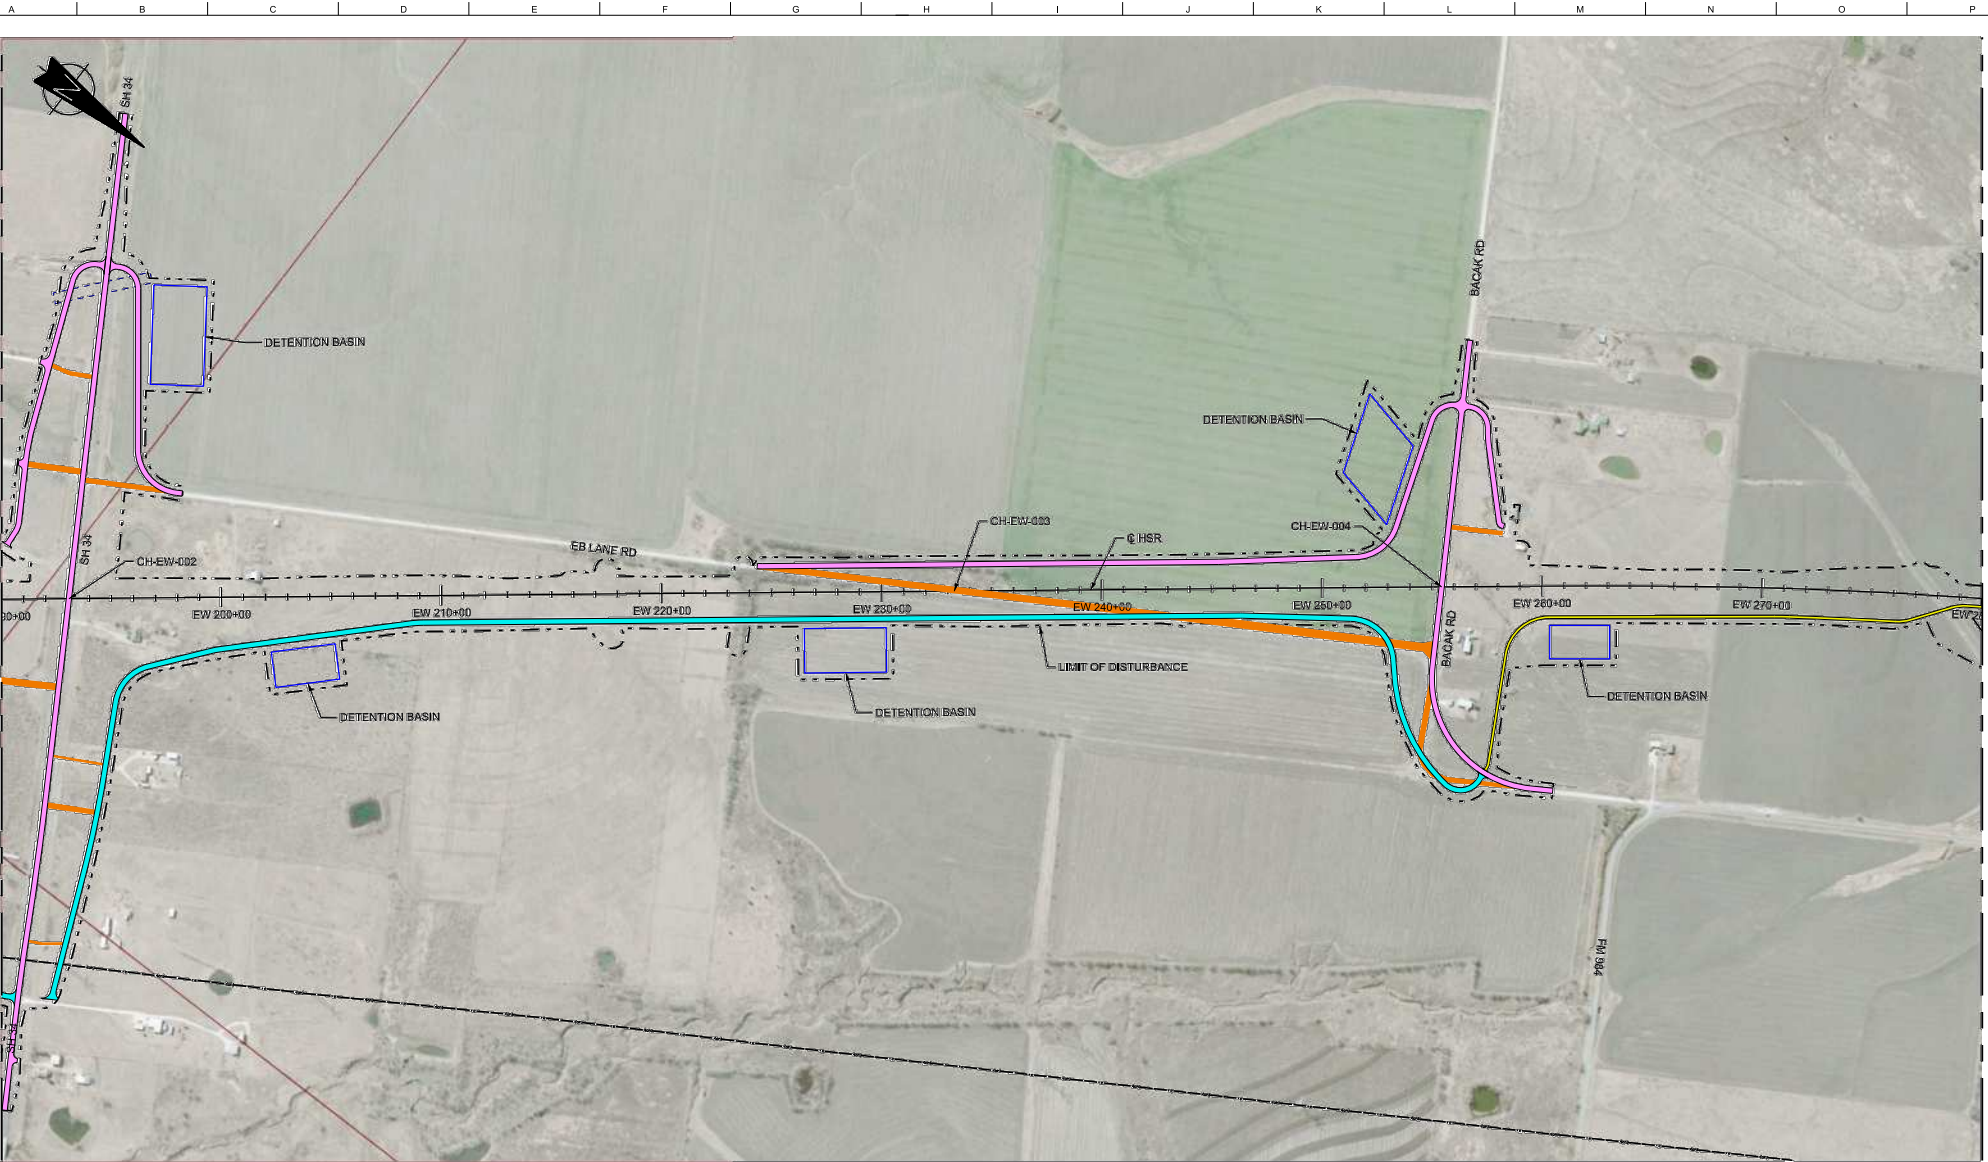 A B C D E F G H I J K L M N O P
N
SH 34
BACAK RD
DETENTION BASIN
DETENTION BASIN
CH-EW-003
CH-EW-004
SH 34
EB LANE RD
℄ HSR
CH-EW-002
EW 200+00
EW 210+00
EW 220+00
EW 230+00
EW 240+00
EW 250+00
EW 260+00
EW 270+00
BACAK RD
LIMIT OF DISTURBANCE
DETENTION BASIN
DETENTION BASIN
DETENTION BASIN
FM 984
SH 34